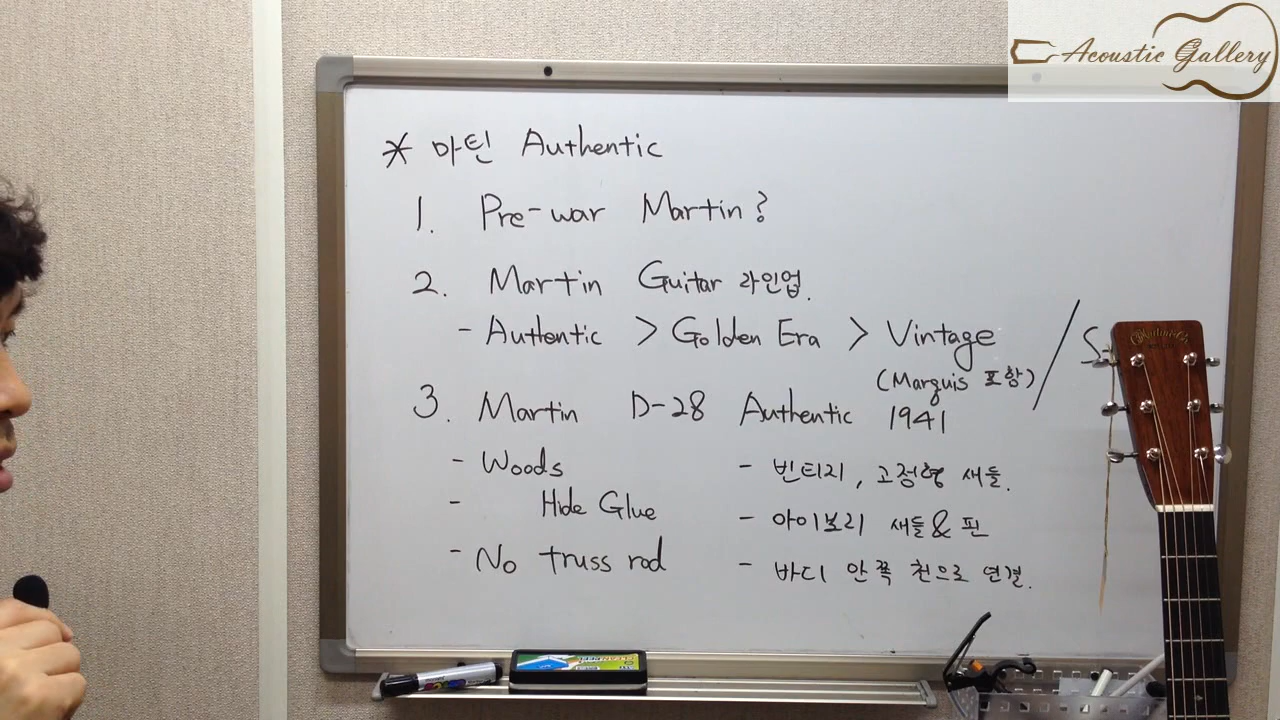 Acoustic Gallery
* 마틴 Authentic
1. Pre-war Martin?
2. Martin Guitar 라인업.
- Authentic > Golden Era > Vintage / S
(Marquis 포함)
3. Martin D-28 Authentic 1941
- Woods
- Hide Glue
- No truss rod
- 빈티지, 고정형 새들.
- 아이보리 새들 & 핀
- 바디 안쪽 천으로 연결.